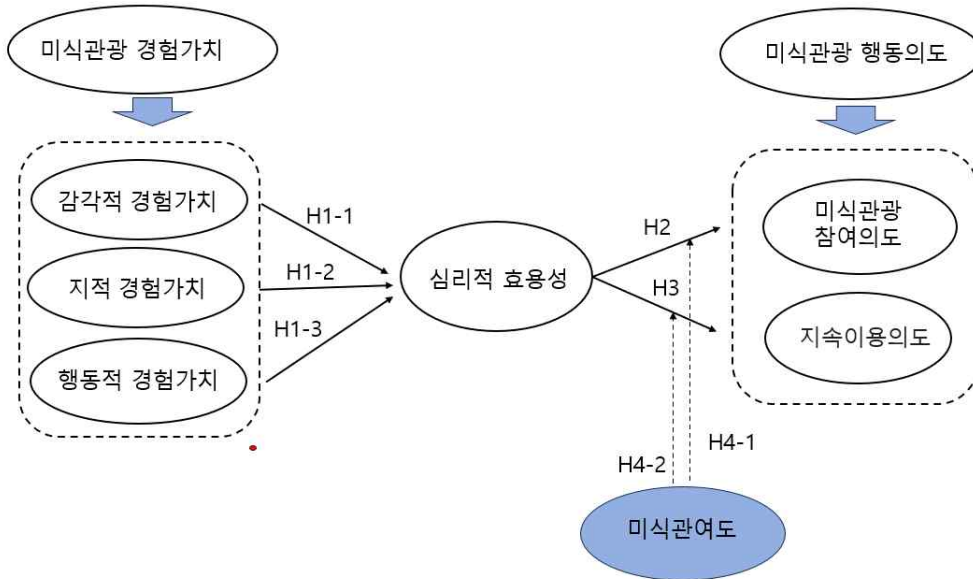 미식관광 경험가치
미식관광 행동의도
감각적 경험가치
지적 경험가치
행동적 경험가치
H1-1
H1-2
H1-3
심리적 효용성
H2
H3
미식관광
참여의도
지속이용의도
H4-1
H4-2
미식관여도